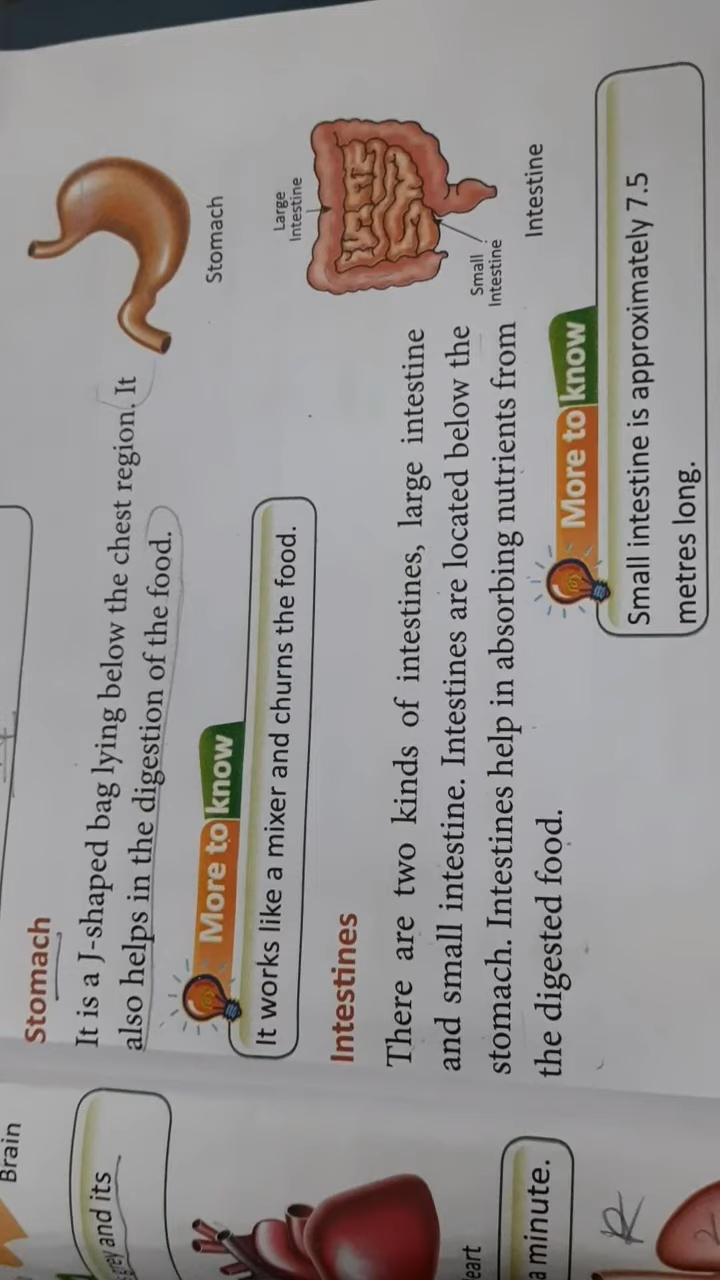 Stomach
It is a J-shaped bag lying below the chest region. It
also helps in the digestion of the food.
Stomach
More to know
It works like a mixer and churns the food.
Intestines
There are two kinds of intestines, large intestine
and small intestine. Intestines are located below the
stomach. Intestines help in absorbing nutrients from
the digested food.
Large
Intestine
Small
Intestine
Intestine
More to know
Small intestine is approximately 7.5
metres long.
Brain
and its
a minute.
R